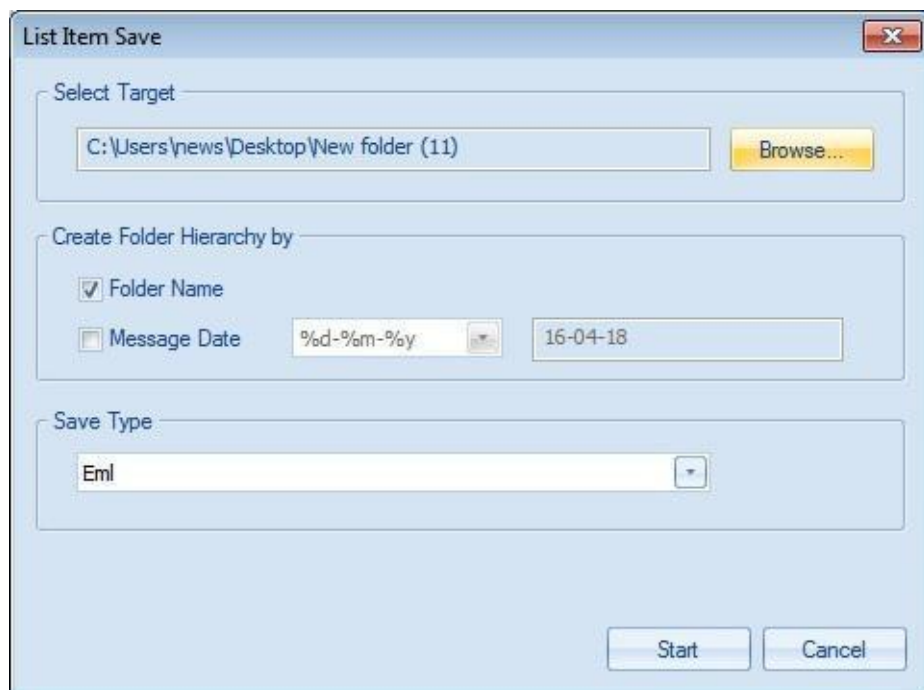 List Item Save
Select Target
C:\Users\news\Desktop\New folder (11)
Browse...
Create Folder Hierarchy by
Folder Name
Message Date %d-%m-%y 16-04-18
Save Type
Eml
Start Cancel